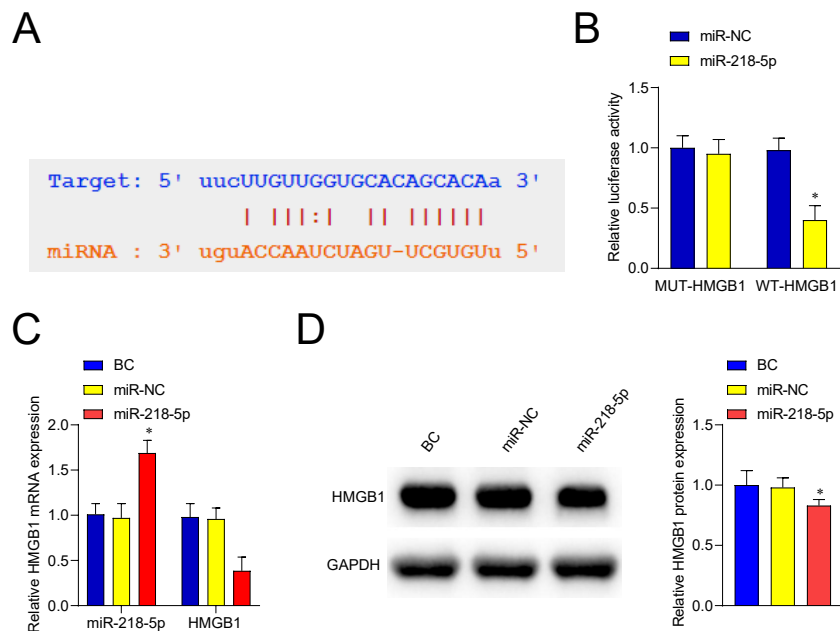 A
Target: 5' uucUUGUUGGUGCACAGCACAa 3'
| |||:| || ||||||
miRNA : 3' uguACCAAUCUAGU-UCGUGUu 5'
B
miR-NC
miR-218-5p
Relative luciferase activity
1.5
1.0
0.5
0.0
*
MUT-HMGB1 WT-HMGB1
C
BC
miR-NC
miR-218-5p
Relative HMGB1 mRNA expression
2.0
1.5
1.0
0.5
0.0
*
miR-218-5p HMGB1
D
BC miR-NC miR-218-5p
HMGB1
GAPDH
BC
miR-NC
miR-218-5p
Relative HMGB1 protein expression
1.5
1.0
0.5
0.0
*